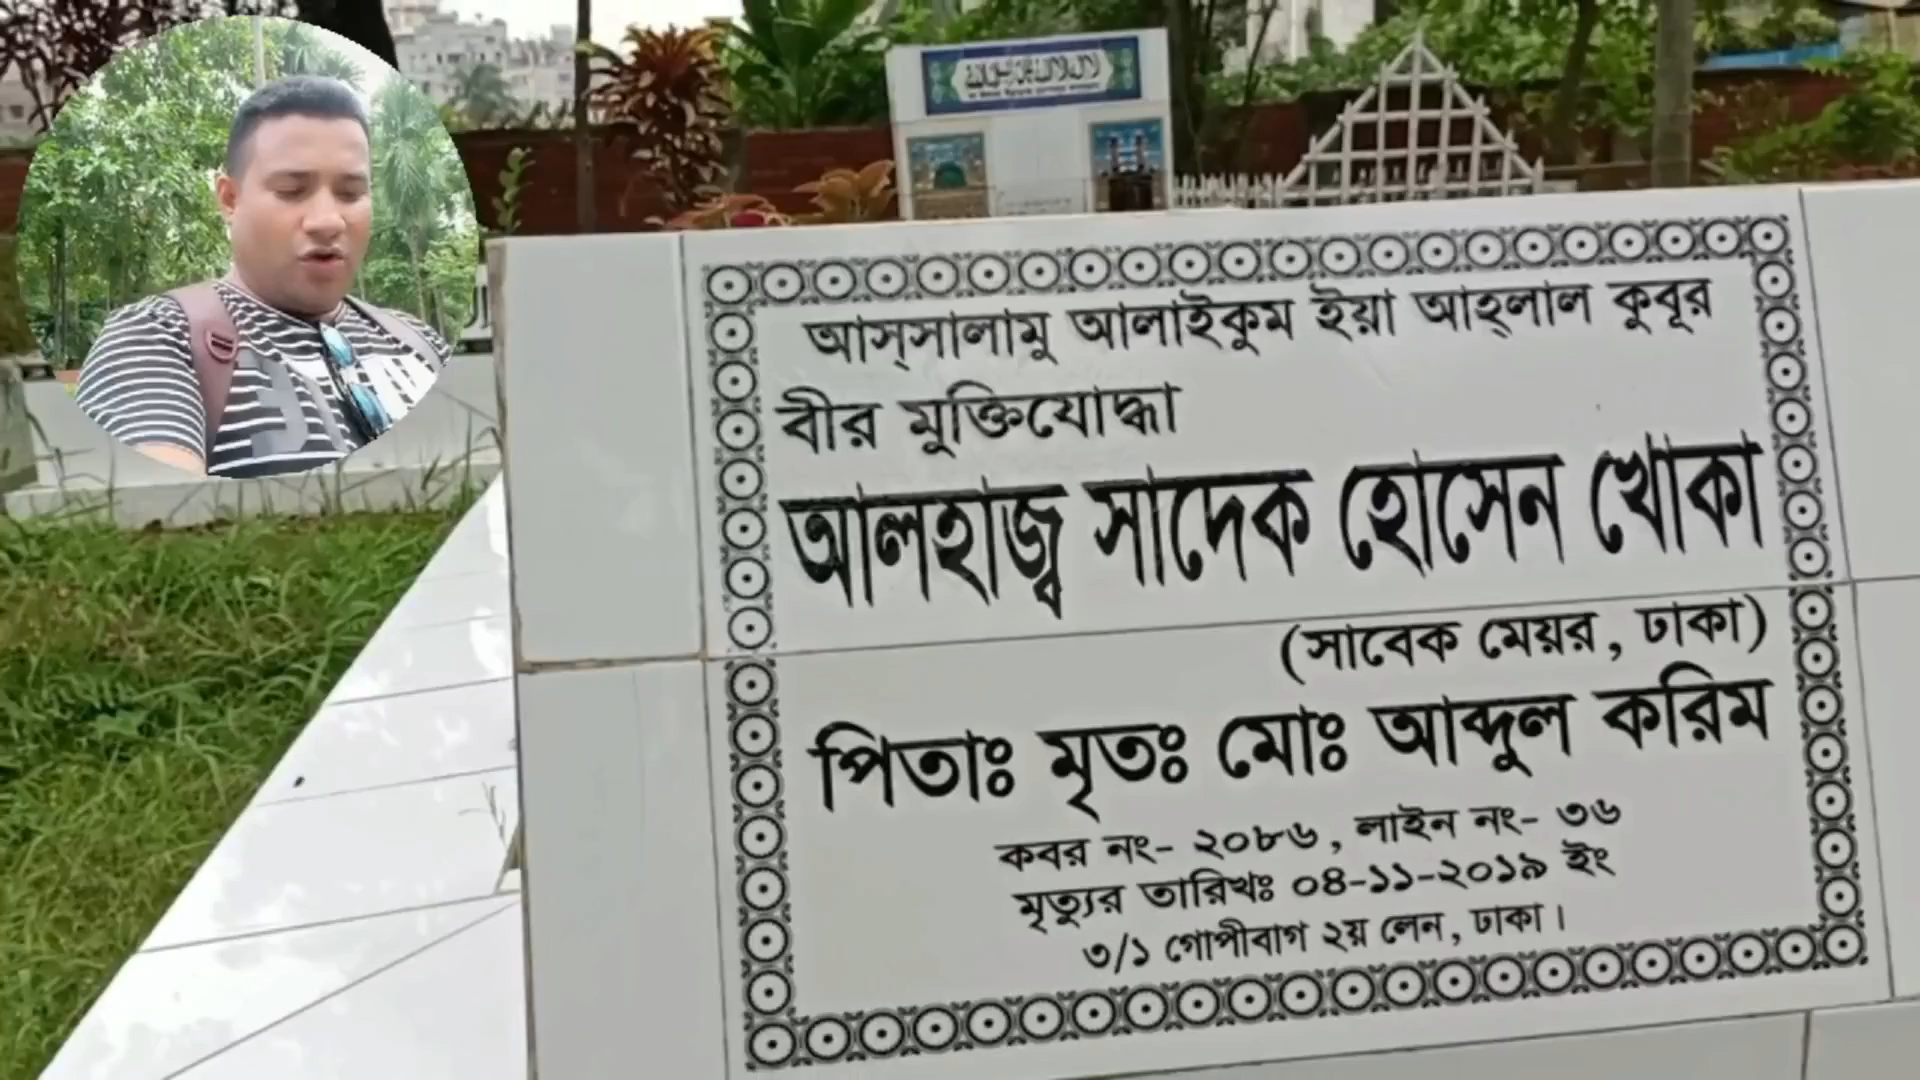 আস্‌সালামু আলাইকুম ইয়া আহ্‌লাল কুবূর
বীর মুক্তিযোদ্ধা
আলহাজ্ব সাদেক হোসেন খোকা
(সাবেক মেয়র, ঢাকা)
পিতাঃ মৃতঃ মোঃ আব্দুল করিম
কবর নং- ২০৮৬, লাইন নং- ৩৬
মৃত্যুর তারিখঃ ০৪-১১-২০১৯ ইং
৩/১ গোপীবাগ ২য় লেন, ঢাকা।